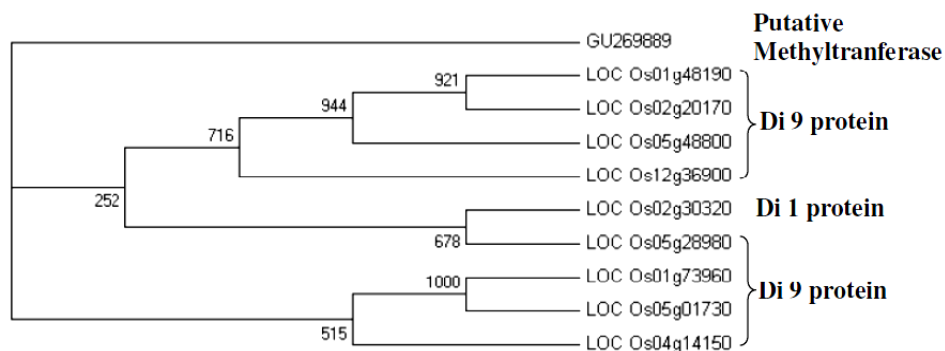 Putative
Methyltranferase
GU269889
LOC Os01g48190
921
LOC Os02g20170
944
Di 9 protein
716
LOC Os05g48800
LOC Os12g36900
252
LOC Os02g30320
Di 1 protein
678
LOC Os05g28980
1000
LOC Os01g73960
Di 9 protein
LOC Os05g01730
515
LOC Os04g14150